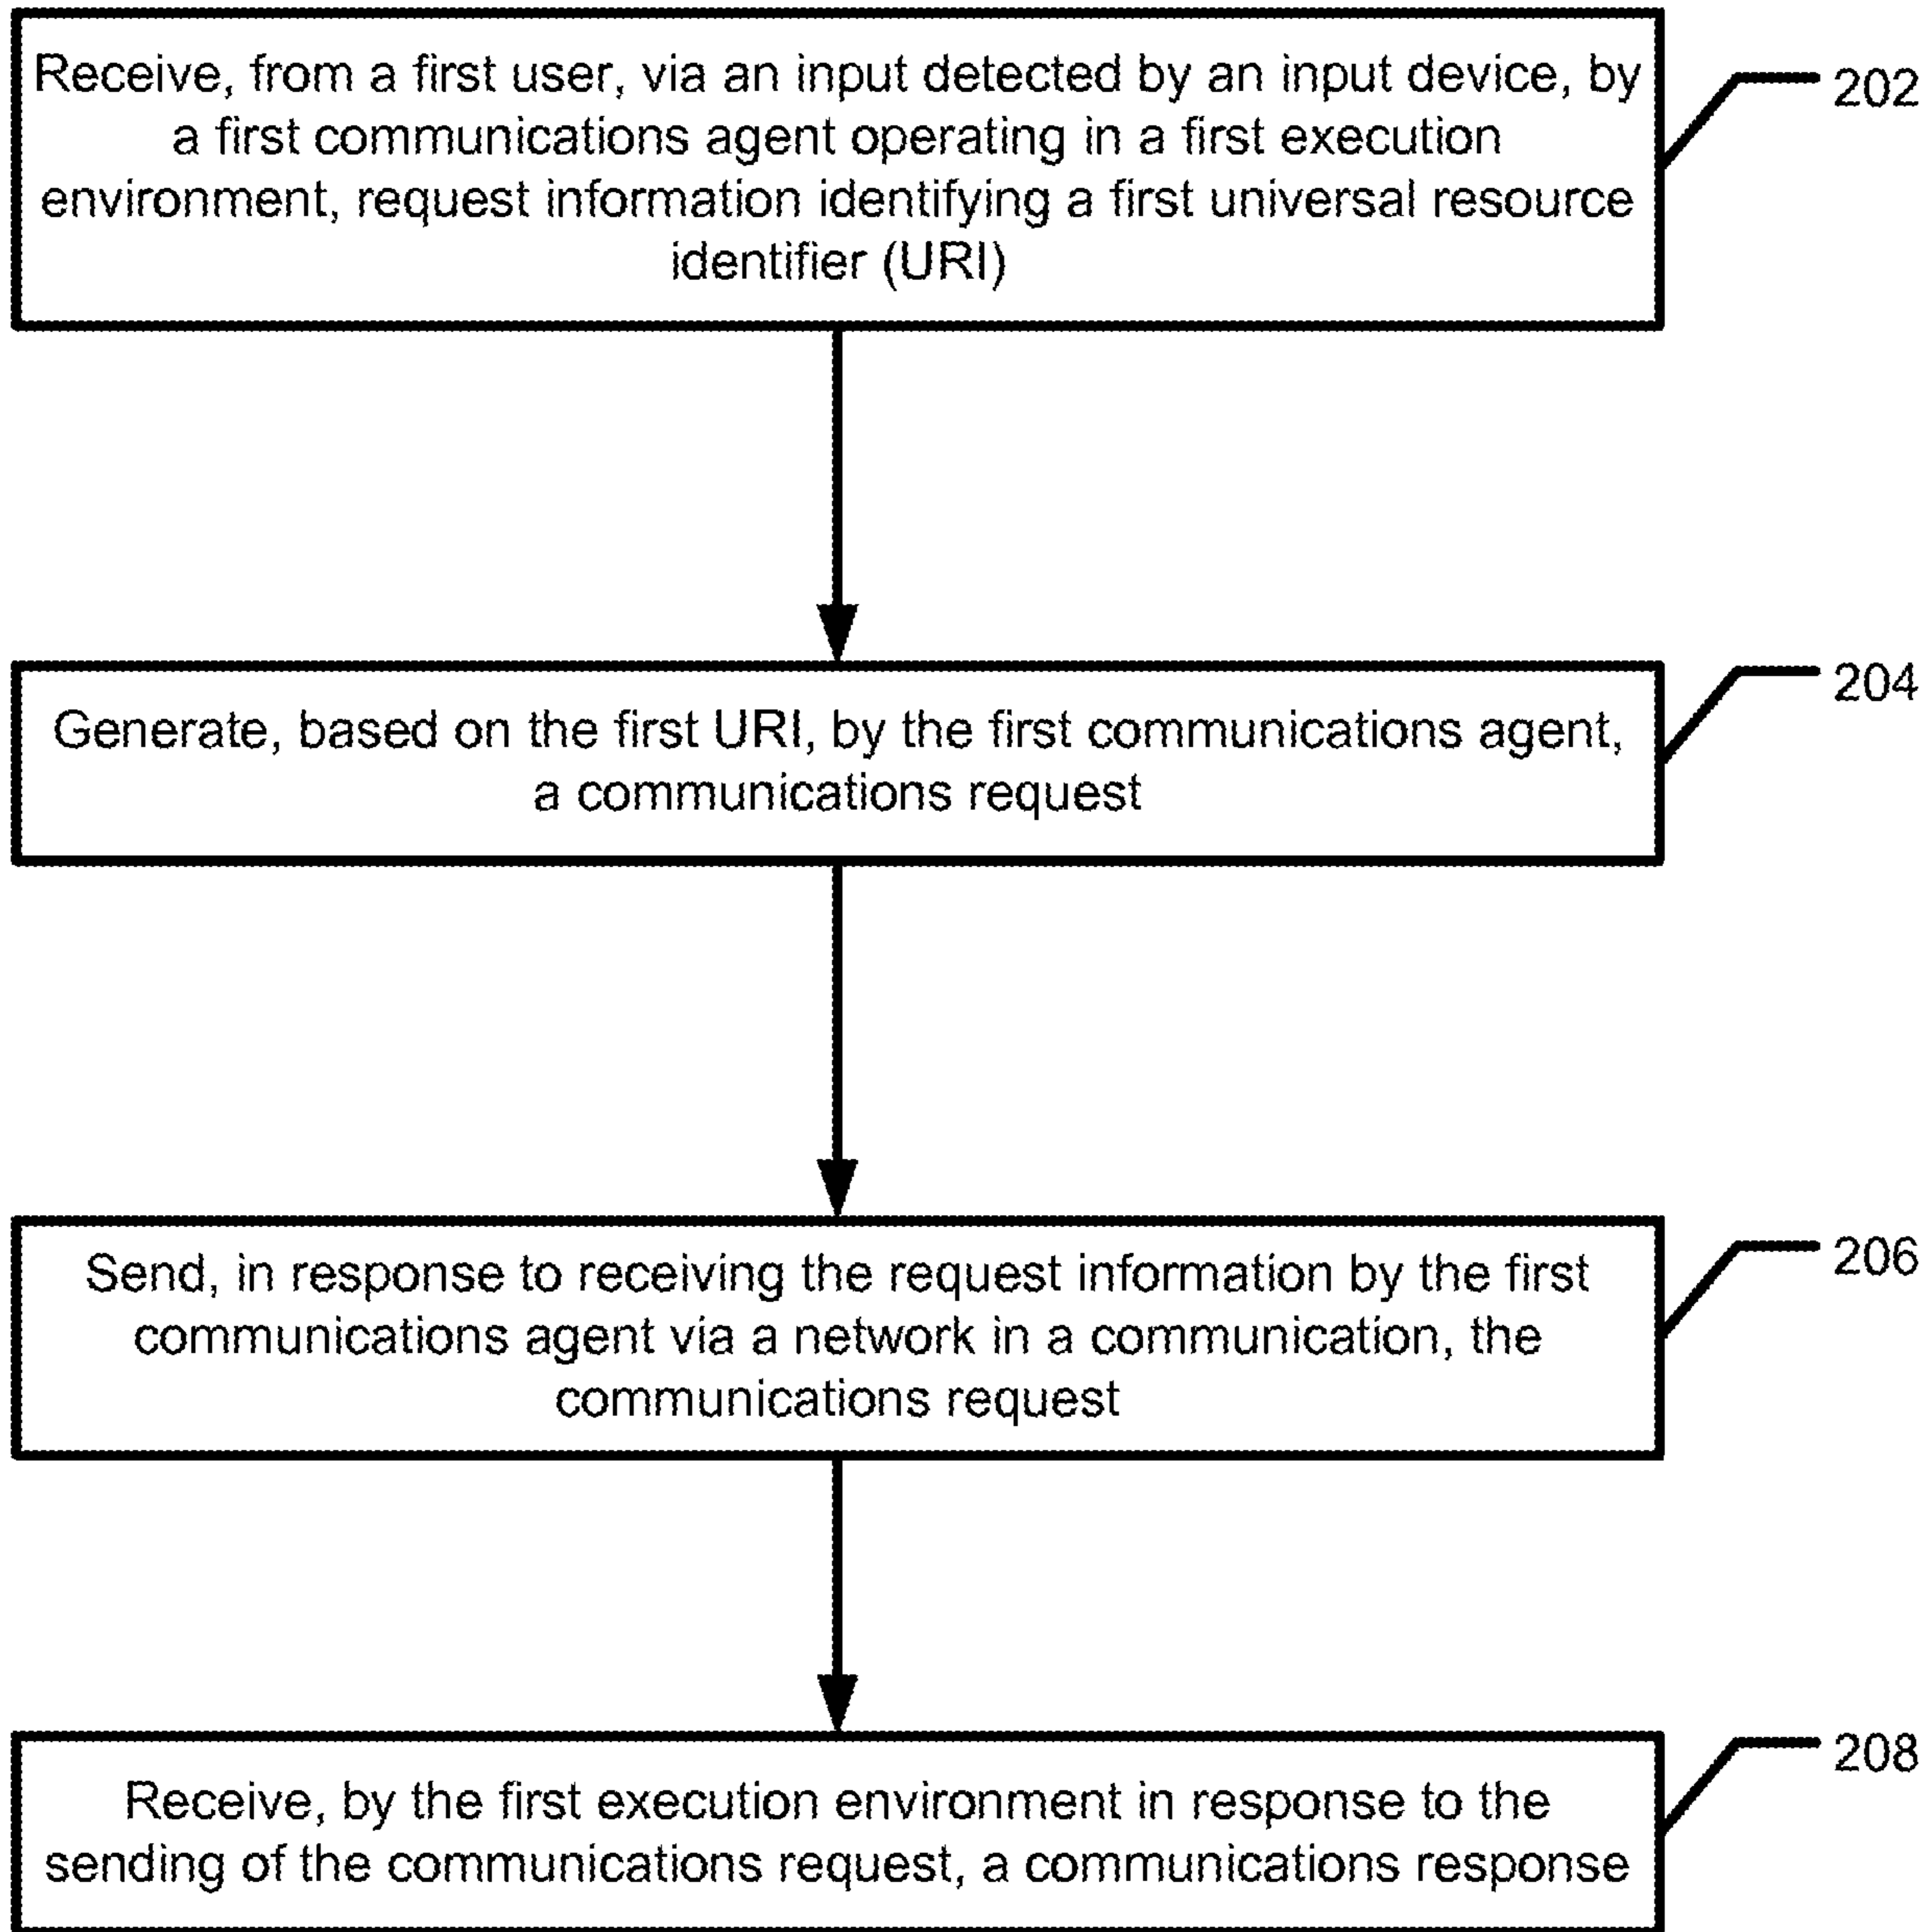 Receive, from a first user, via an input detected by an input device, by
a first communications agent operating in a first execution
environment, request information identifying a first universal resource
identifier (URI)
202
Generate, based on the first URI, by the first communications agent,
a communications request
204
Send, in response to receiving the request information by the first
communications agent via a network in a communication, the
communications request
206
Receive, by the first execution environment in response to the
sending of the communications request, a communications response
208